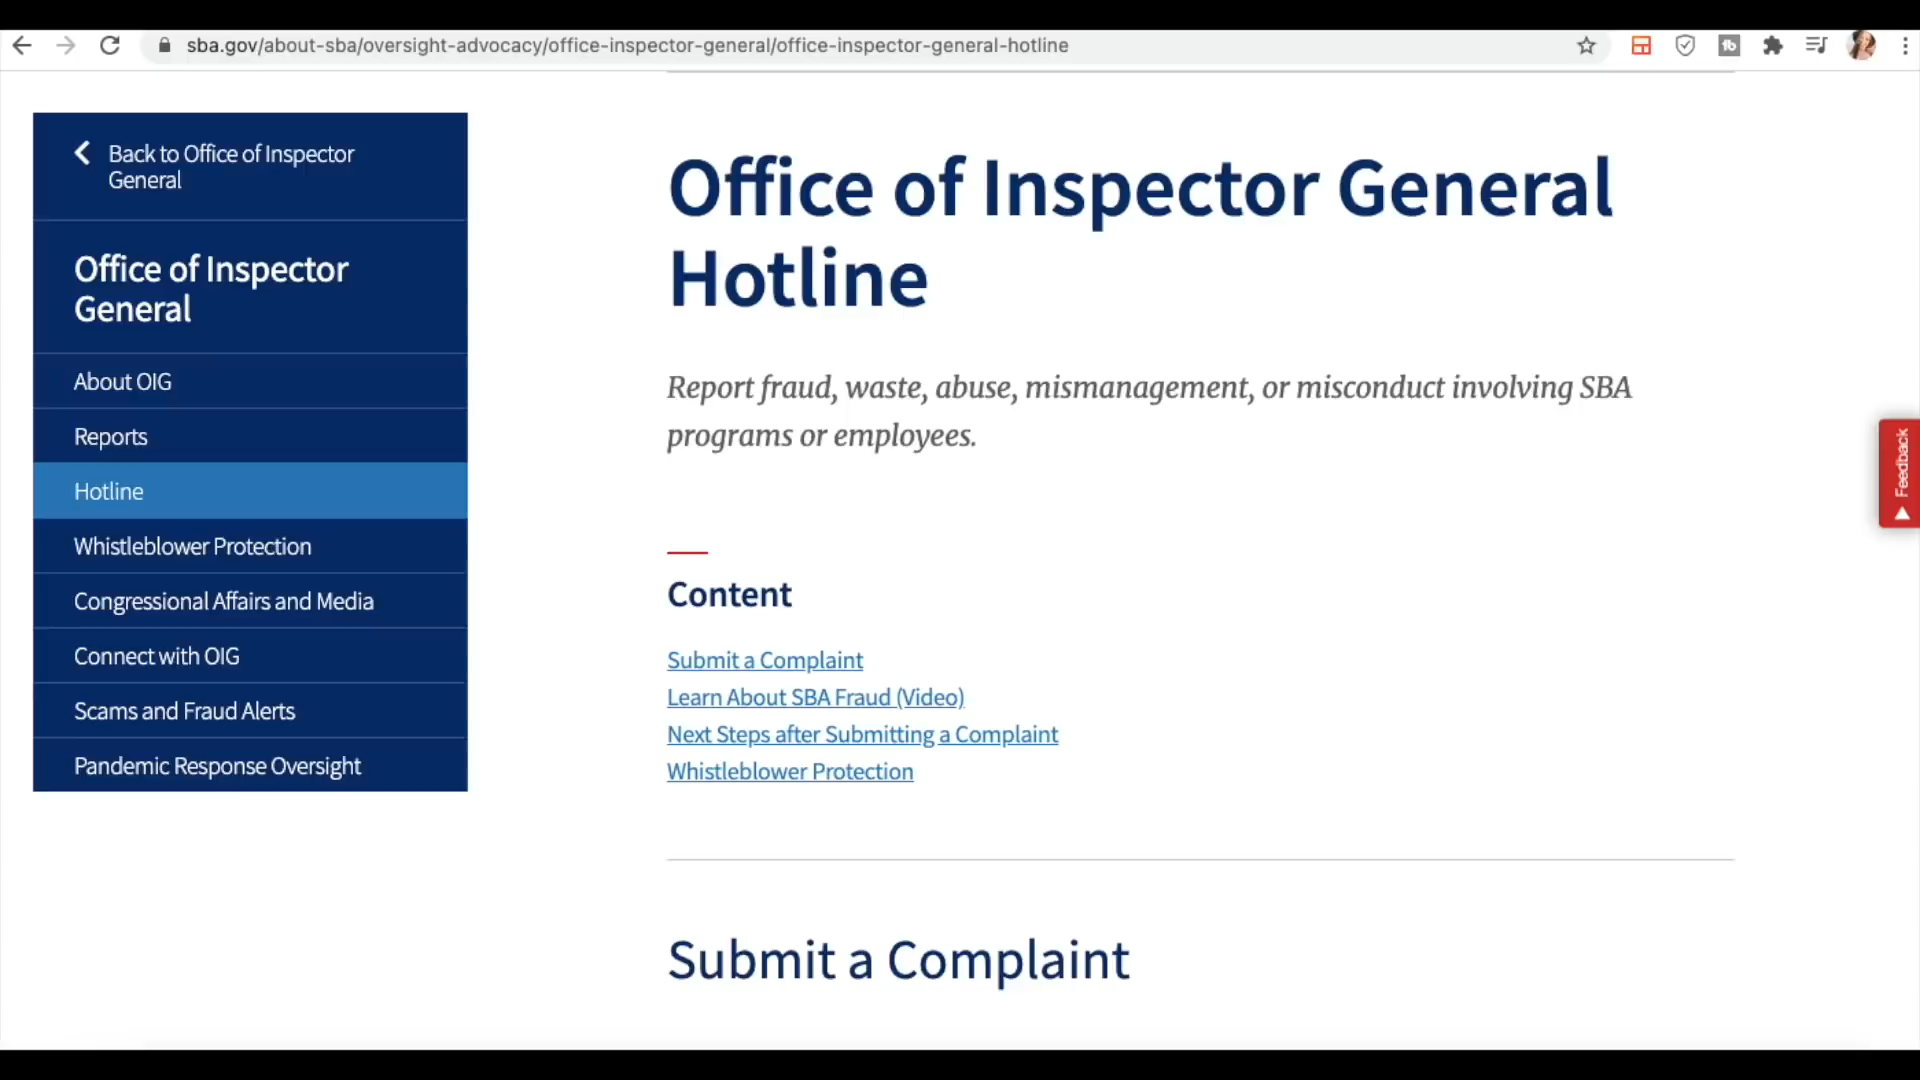 sba.gov/about-sba/oversight-advocacy/office-inspector-general/office-inspector-general-hotline
Back to Office of Inspector
General
Office of Inspector
General
About OIG
Reports
Hotline
Whistleblower Protection
Congressional Affairs and Media
Connect with OIG
Scams and Fraud Alerts
Pandemic Response Oversight
Office of Inspector General
Hotline
Report fraud, waste, abuse, mismanagement, or misconduct involving SBA
programs or employees.
Content
Submit a Complaint
Learn About SBA Fraud (Video)
Next Steps after Submitting a Complaint
Whistleblower Protection
Submit a Complaint
Feedback